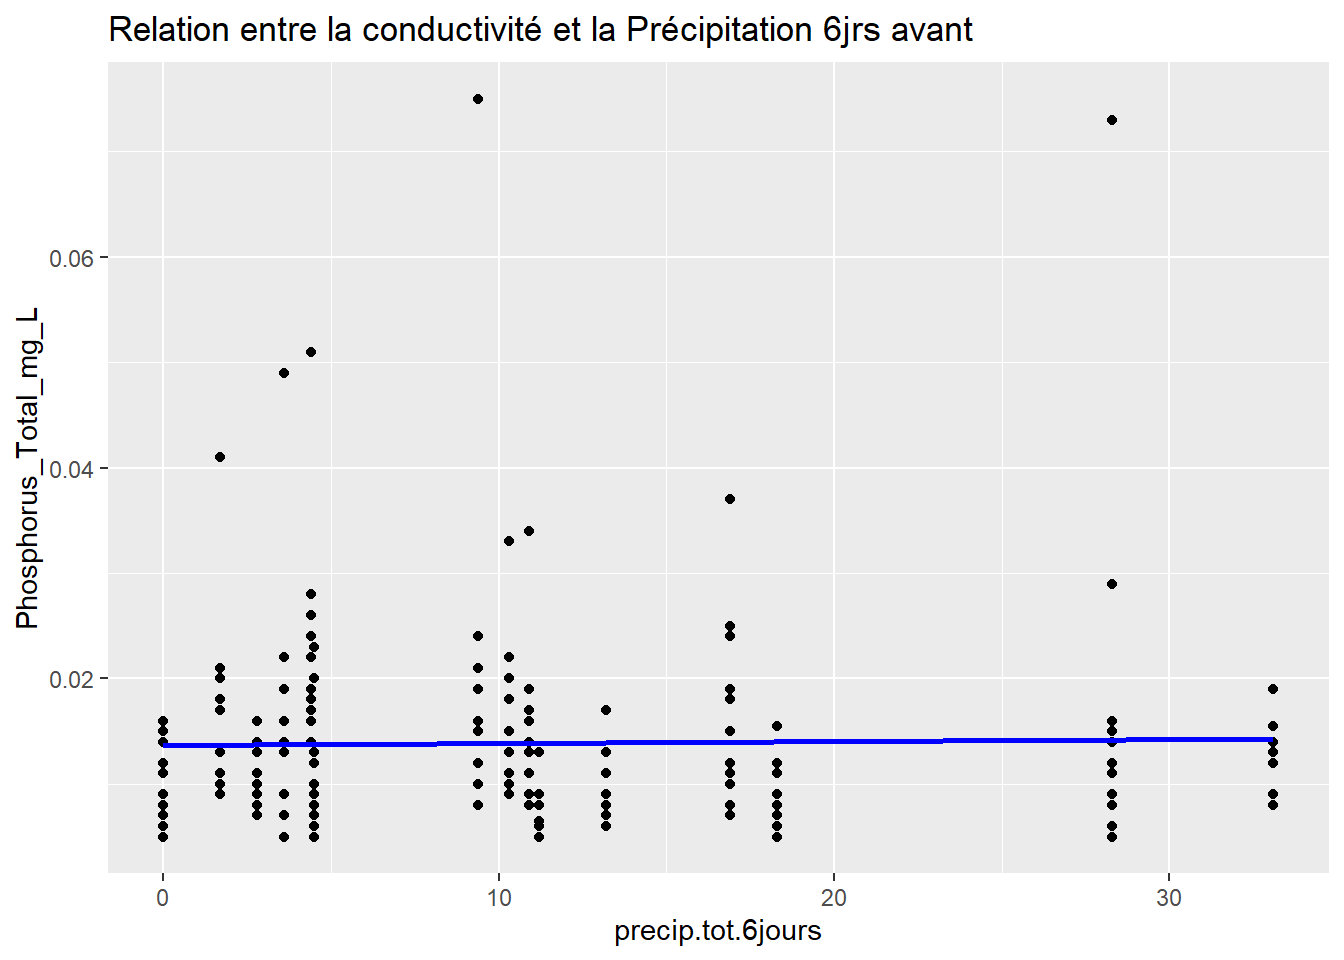 Relation entre la conductivité et la Précipitation 6jrs avant
Phosphorus_Total_mg_L
0.06
0.04
0.02
0
10
20
30
precip.tot.6jours